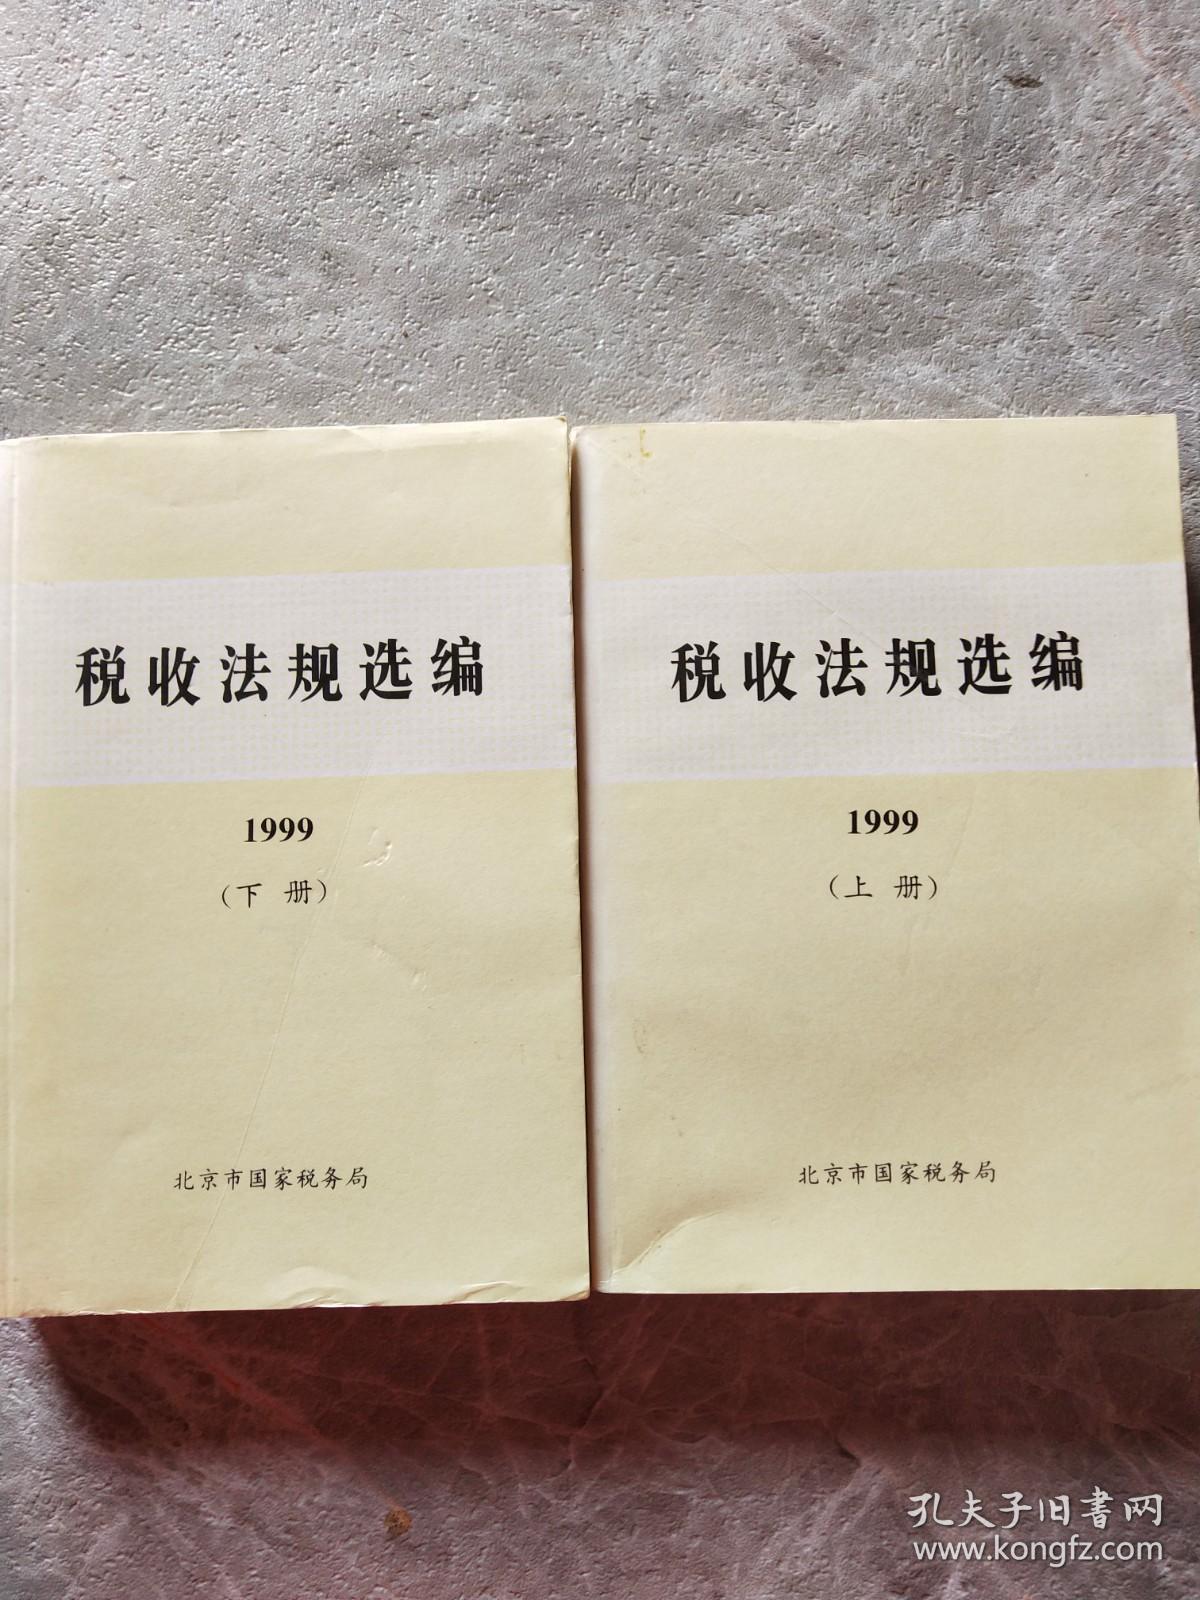 税收法规选编
1999
（下 册）
北京市国家税务局
税收法规选编
1999
（上 册）
北京市国家税务局
孔夫子旧書网
www.kongfz.com